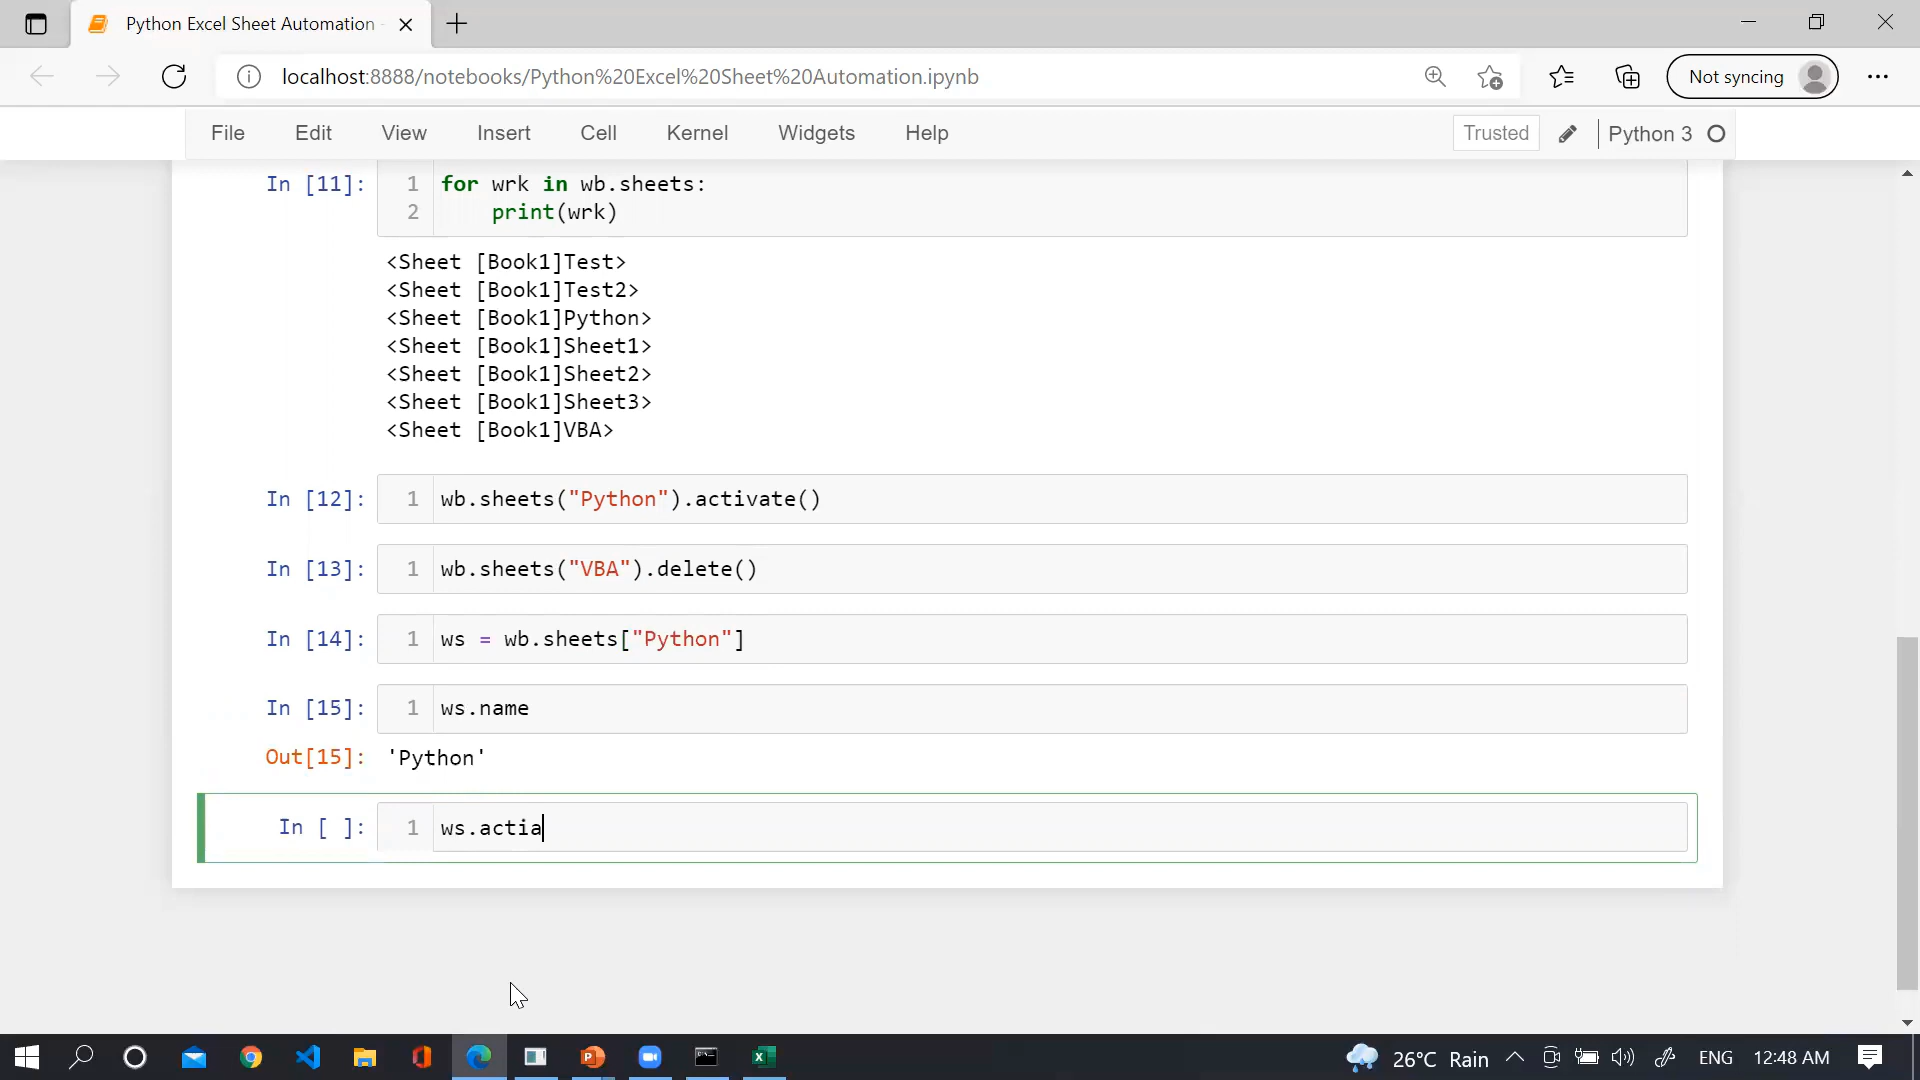 Python Excel Sheet Automation -
localhost:8888/notebooks/Python%20Excel%20Sheet%20Automation.ipynb
Not syncing
File Edit View Insert Cell Kernel Widgets Help
Trusted
Python 3
In [11]: 1 for wrk in wb.sheets:
2 print(wrk)
<Sheet [Book1]Test>
<Sheet [Book1]Test2>
<Sheet [Book1]Python>
<Sheet [Book1]Sheet1>
<Sheet [Book1]Sheet2>
<Sheet [Book1]Sheet3>
<Sheet [Book1]VBA>
In [12]: 1 wb.sheets("Python").activate()
In [13]: 1 wb.sheets("VBA").delete()
In [14]: 1 ws = wb.sheets["Python"]
In [15]: 1 ws.name
Out[15]: 'Python'
In [ ]: 1 ws.actia
26°C Rain
ENG
12:48 AM